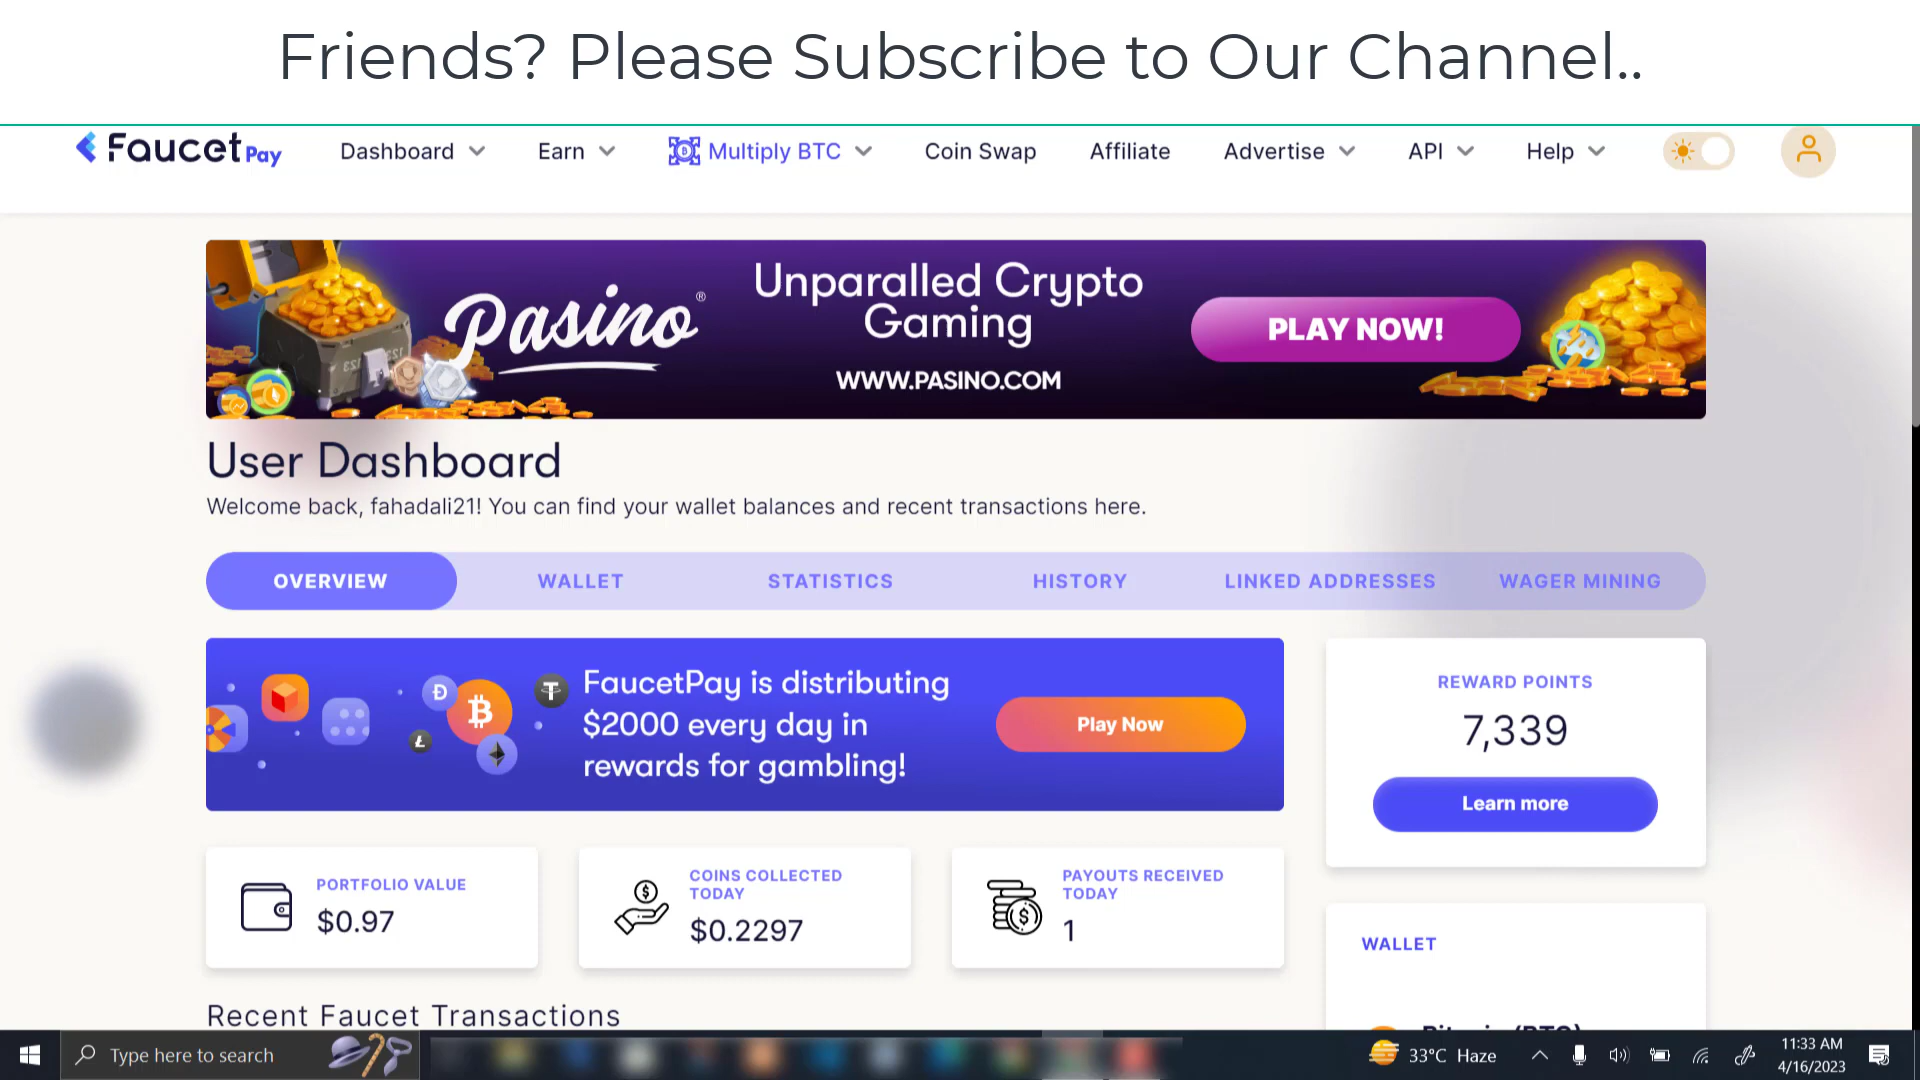 Friends? Please Subscribe to Our Channel..
FaucetPay
Dashboard
Earn
Multiply BTC
Coin Swap
Affiliate
Advertise
API
Help
Pasino®
Unparalled Crypto
Gaming
WWW.PASINO.COM
PLAY NOW!
User Dashboard
Welcome back, fahadali21! You can find your wallet balances and recent transactions here.
OVERVIEW
WALLET
STATISTICS
HISTORY
LINKED ADDRESSES
WAGER MINING
FaucetPay is distributing
$2000 every day in
rewards for gambling!
Play Now
REWARD POINTS
7,339
Learn more
PORTFOLIO VALUE
$0.97
COINS COLLECTED
TODAY
$0.2297
PAYOUTS RECEIVED
TODAY
1
WALLET
Bitcoin (BTC)
Recent Faucet Transactions
Type here to search
33°C Haze
11:33 AM
4/16/2023